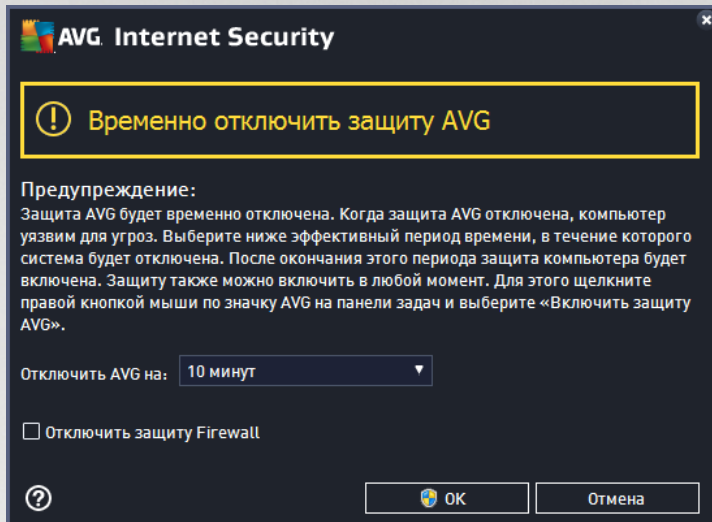 AVG Internet Security
Временно отключить защиту AVG
Предупреждение:
Защита AVG будет временно отключена. Когда защита AVG отключена, компьютер
уязвим для угроз. Выберите ниже эффективный период времени, в течение которого
система будет отключена. После окончания этого периода защита компьютера будет
включена. Защиту также можно включить в любой момент. Для этого щелкните
правой кнопкой мыши по значку AVG на панели задач и выберите «Включить защиту
AVG».
Отключить AVG на: 10 минут
Отключить защиту Firewall
OK Отмена